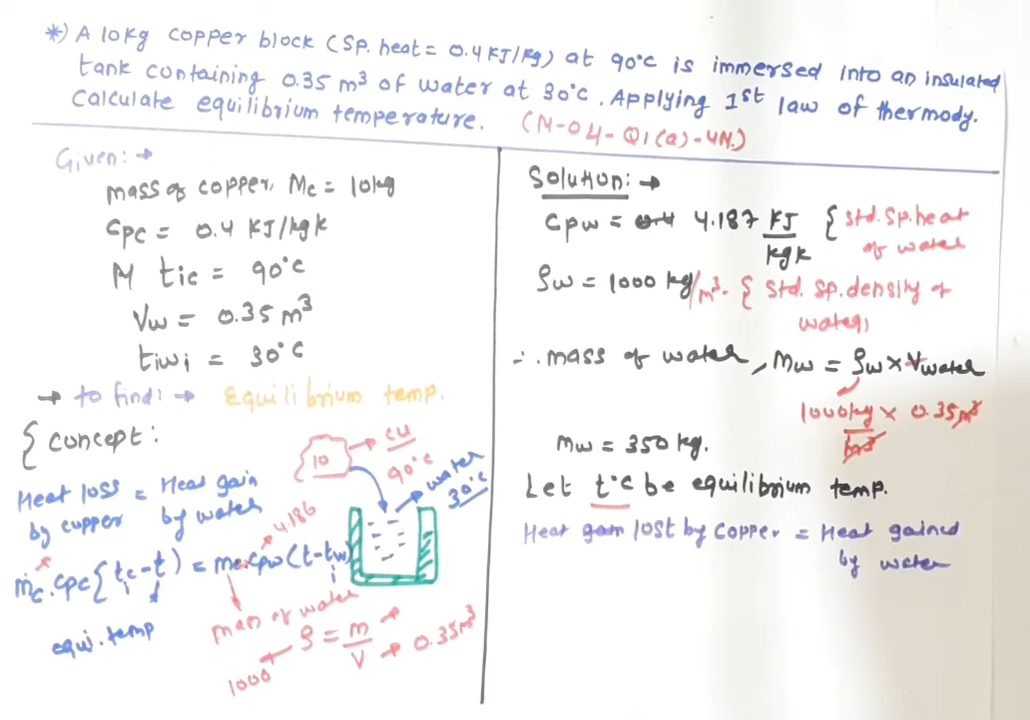 *) A 10kg copper block (Sp. heat = 0.4 KJ/kg) at 90°c is immersed into an insulated
tank containing 0.35 m³ of water at 30°c. Applying 1st law of thermody.
Calculate equilibrium temperature. (M-04-Q1(a)-4M.)
Given: →
mass of copper, Mc = 10kg
Cpc = 0.4 KJ/kgk
M tic = 90°c
Vw = 0.35 m³
tiwi = 30°c
→ to find: → Equilibrium temp.
{ concept:
10 → cu
90°c
water
30°c
Heat loss = Heat gain
by cupper by water
4.186
mc.Cpc{tc-t) = mc.cpw(t-tw)
i i
equi.temp
mass of water
1000 ← ρ = m/V → 0.35m³
Solution: →
Cpw = 0.4 4.187 KJ/kgk { std. sp. heat
of water
ρw = 1000 kg/m³. { std. sp. density of
water,
∴ mass of water, Mw = ρw × Vwater
1000kg/m³ × 0.35m³
Mw = 350 kg.
Let t°c be equilibrium temp.
Heat gam lost by copper = Heat gained
by water